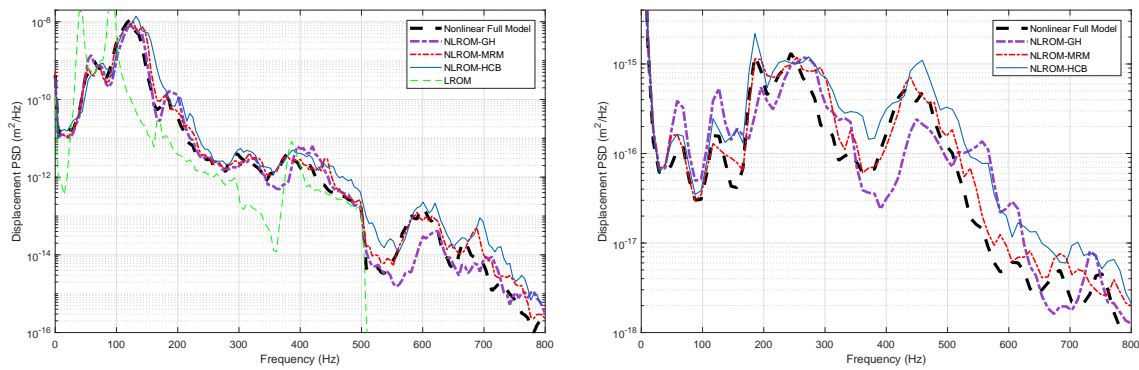 10^-8
10^-10
10^-12
10^-14
10^-16
Displacement PSD (m^2/Hz)
0 100 200 300 400 500 600 700 800
Frequency (Hz)
Nonlinear Full Model
NLROM-GH
NLROM-MRM
NLROM-HCB
LROM
10^-15
10^-16
10^-17
10^-18
Displacement PSD (m^2/Hz)
0 100 200 300 400 500 600 700 800
Frequency (Hz)
Nonlinear Full Model
NLROM-GH
NLROM-MRM
NLROM-HCB